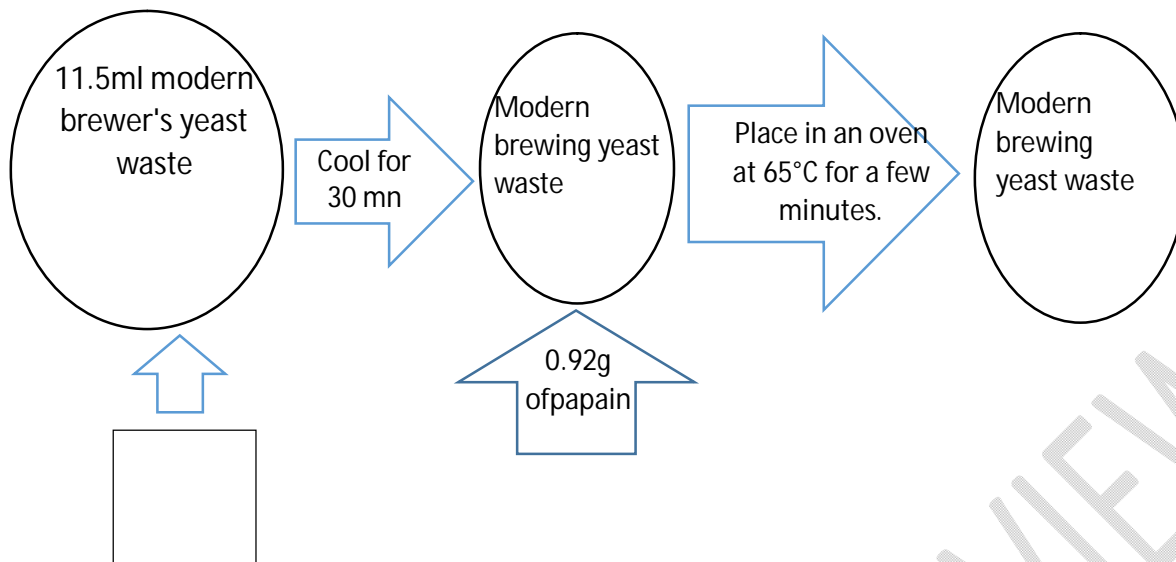 11.5ml modern
brewer's yeast
waste
Cool for
30 mn
Modern
brewing yeast
waste
Place in an oven
at 65°C for a few
minutes.
Modern
brewing
yeast waste
0.92g
ofpapain
VIEW